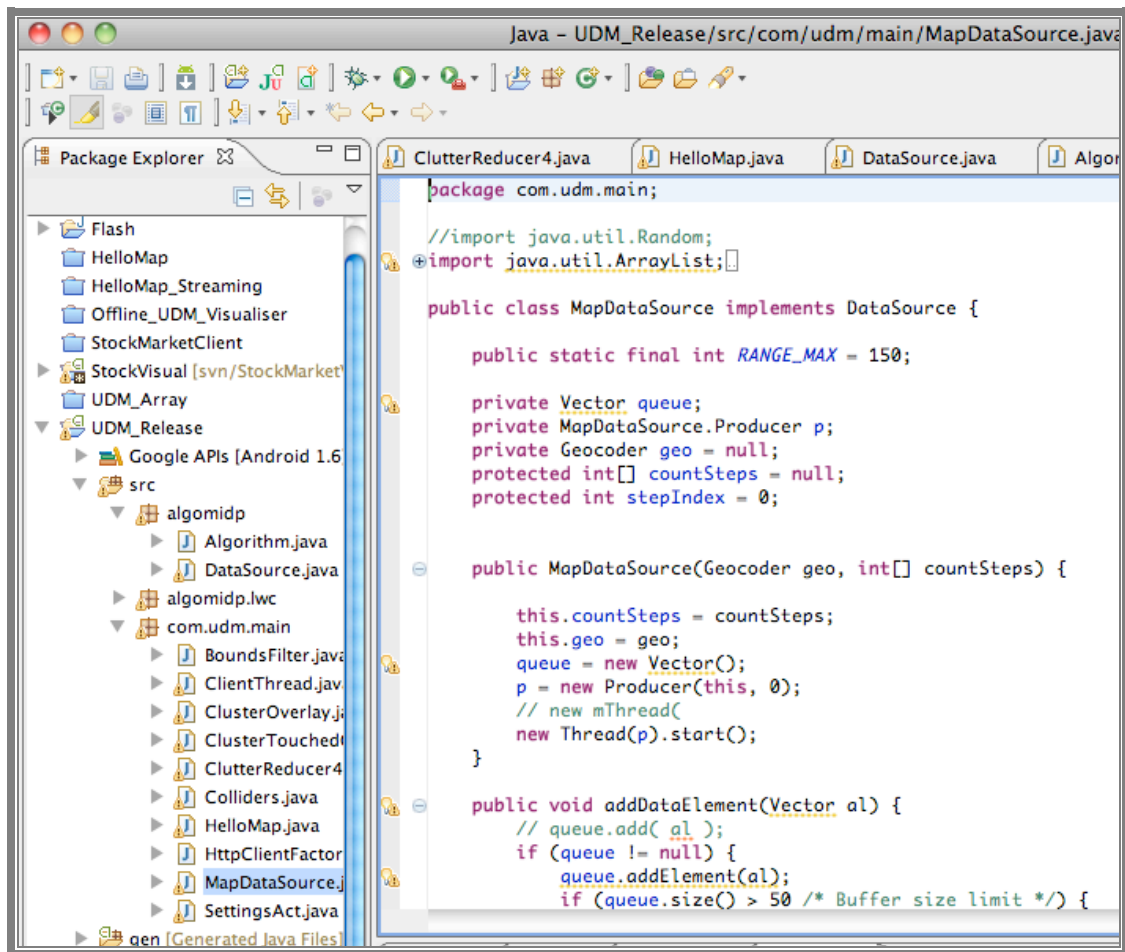 Java – UDM_Release/src/com/udm/main/MapDataSource.java
Package Explorer
Flash
HelloMap
HelloMap_Streaming
Offline_UDM_Visualiser
StockMarketClient
StockVisual [svn/StockMarket
UDM_Array
UDM_Release
Google APIs [Android 1.6
src
algomidp
Algorithm.java
DataSource.java
algomidp.lwc
com.udm.main
BoundsFilter.java
ClientThread.jav
ClusterOverlay.j
ClusterTouched
ClutterReducer4
Colliders.java
HelloMap.java
HttpClientFactor
MapDataSource.j
SettingsAct.java
gen [Generated Java Files]
ClutterReducer4.java HelloMap.java DataSource.java Algor
package com.udm.main;
//import java.util.Random;
import java.util.ArrayList;
public class MapDataSource implements DataSource {
public static final int RANGE_MAX = 150;
private Vector queue;
private MapDataSource.Producer p;
private Geocoder geo = null;
protected int[] countSteps = null;
protected int stepIndex = 0;
public MapDataSource(Geocoder geo, int[] countSteps) {
this.countSteps = countSteps;
this.geo = geo;
queue = new Vector();
p = new Producer(this, 0);
// new mThread(
new Thread(p).start();
}
public void addDataElement(Vector al) {
// queue.add( al );
if (queue != null) {
queue.addElement(al);
if (queue.size() > 50 /* Buffer size limit */) {